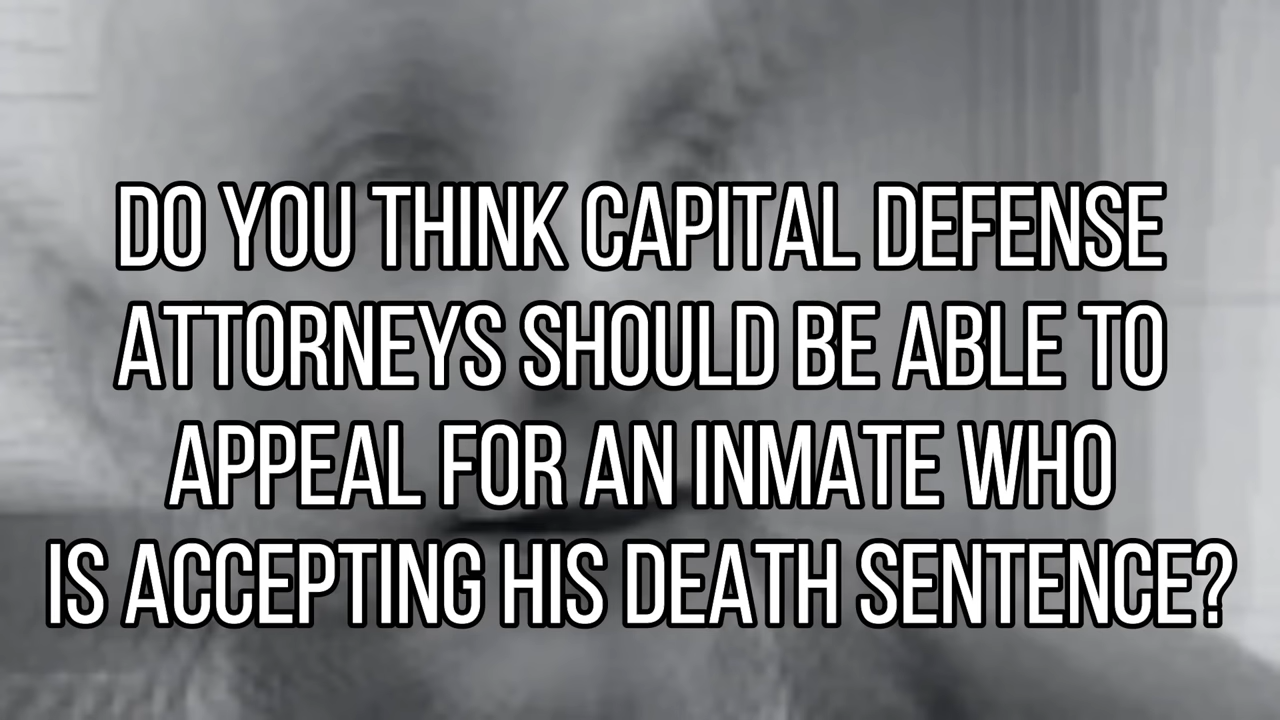 DO YOU THINK CAPITAL DEFENSE
ATTORNEYS SHOULD BE ABLE TO
APPEAL FOR AN INMATE WHO
IS ACCEPTING HIS DEATH SENTENCE?